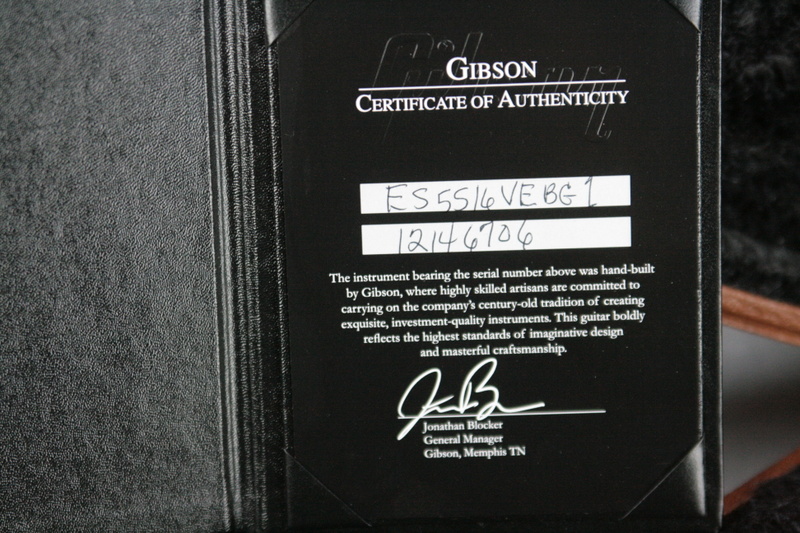 GIBSON
CERTIFICATE OF AUTHENTICITY
ES5516VEBG1
12146706
The instrument bearing the serial number above was hand-built
by Gibson, where highly skilled artisans are committed to
carrying on the company's century-old tradition of creating
exquisite, investment-quality instruments. This guitar boldly
reflects the highest standards of imaginative design
and masterful craftsmanship.
Jonathan Blocker
General Manager
Gibson, Memphis TN